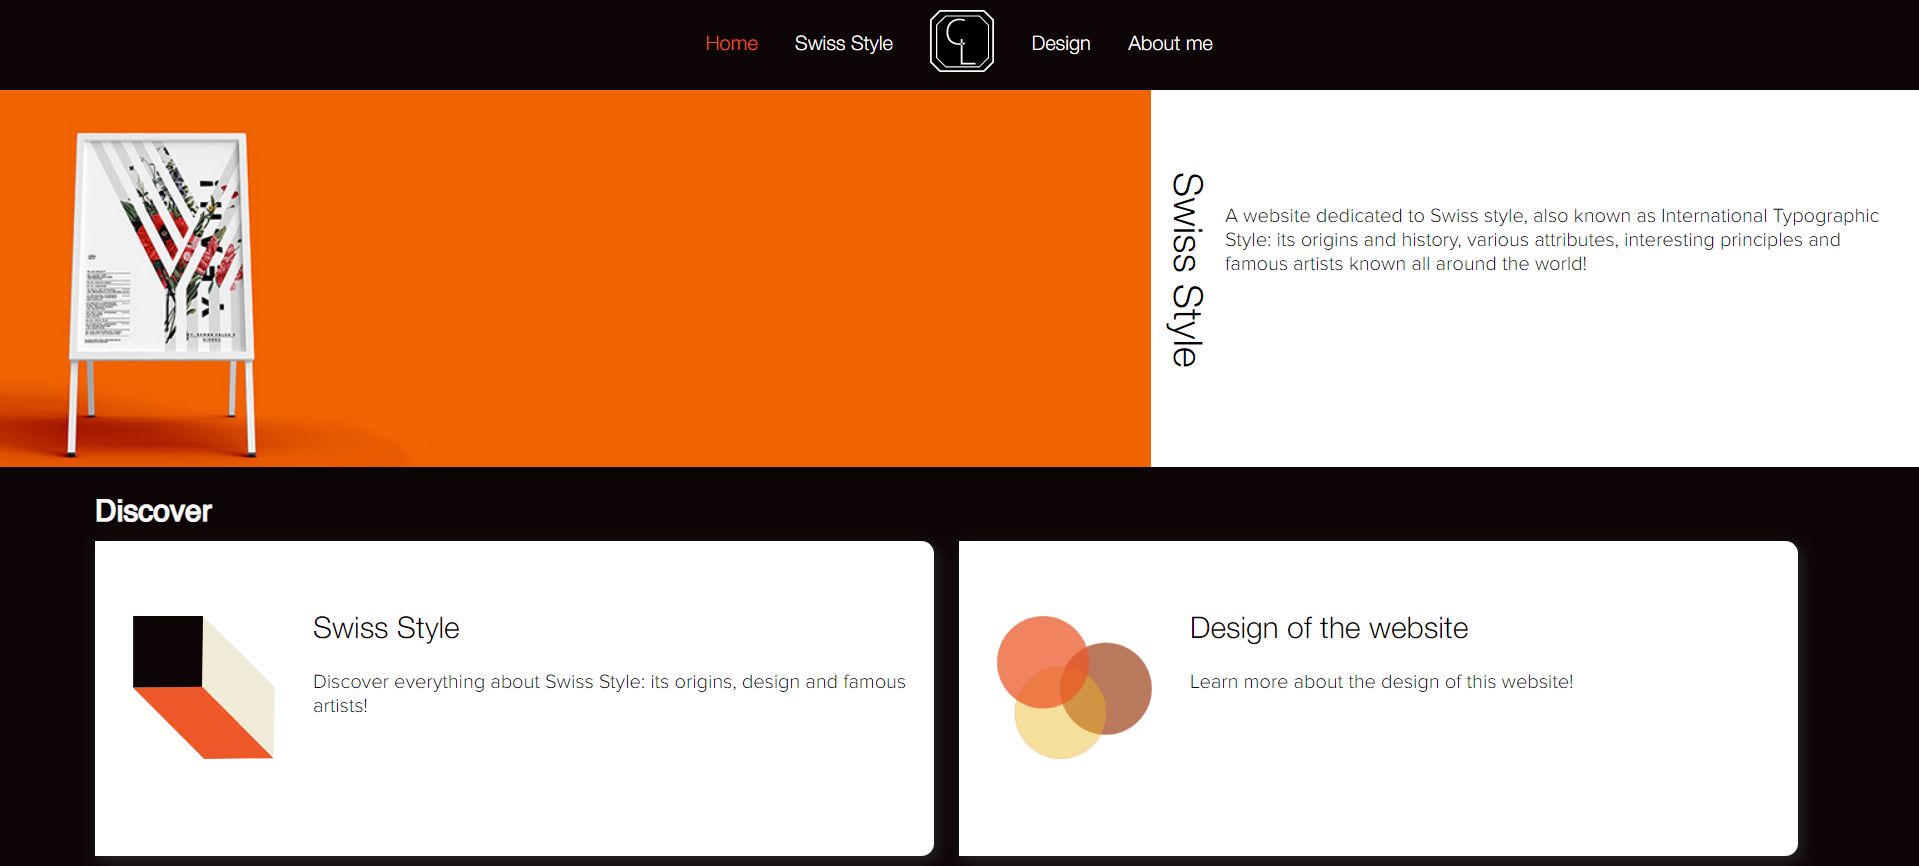 Home Swiss Style CL Design About me
Swiss Style
A website dedicated to Swiss style, also known as International Typographic
Style: its origins and history, various attributes, interesting principles and
famous artists known all around the world!
Discover
Swiss Style
Discover everything about Swiss Style: its origins, design and famous
artists!
Design of the website
Learn more about the design of this website!